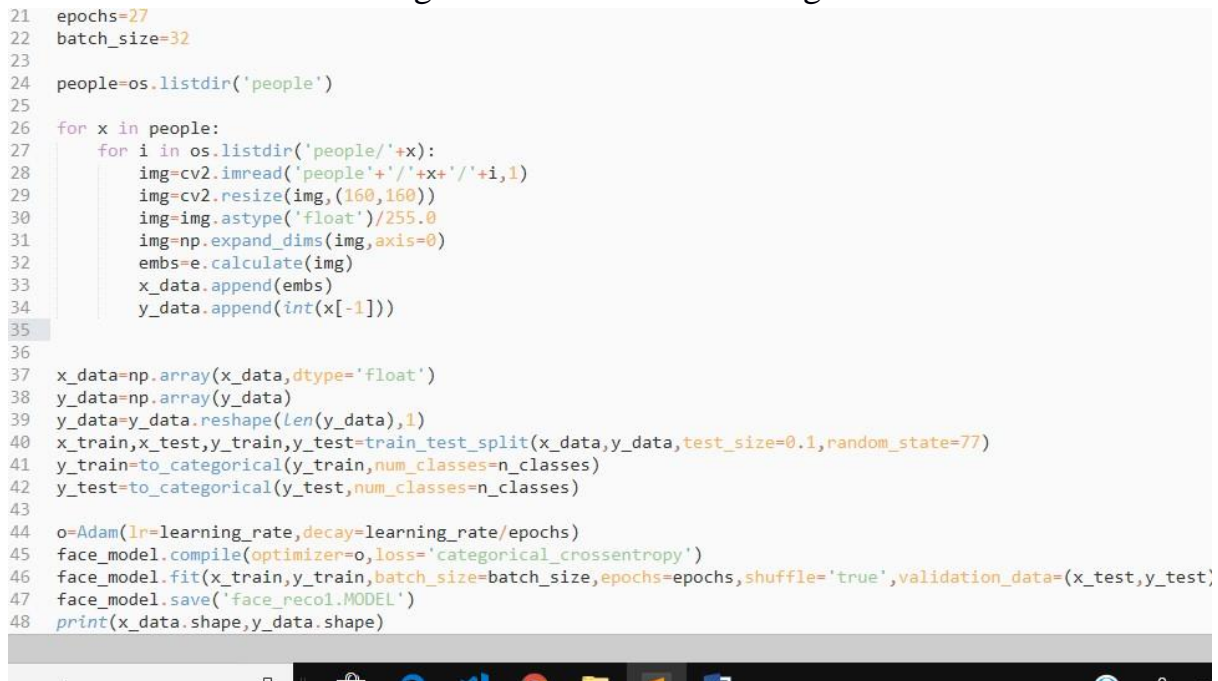 21 epochs=27
22 batch_size=32
23
24 people=os.listdir('people')
25
26 for x in people:
27     for i in os.listdir('people/'+x):
28         img=cv2.imread('people'+'/'+x+'/'+i,1)
29         img=cv2.resize(img,(160,160))
30         img=img.astype('float')/255.0
31         img=np.expand_dims(img,axis=0)
32         embs=e.calculate(img)
33         x_data.append(embs)
34         y_data.append(int(x[-1]))
35
36
37 x_data=np.array(x_data,dtype='float')
38 y_data=np.array(y_data)
39 y_data=y_data.reshape(len(y_data),1)
40 x_train,x_test,y_train,y_test=train_test_split(x_data,y_data,test_size=0.1,random_state=77)
41 y_train=to_categorical(y_train,num_classes=n_classes)
42 y_test=to_categorical(y_test,num_classes=n_classes)
43
44 o=Adam(lr=learning_rate,decay=learning_rate/epochs)
45 face_model.compile(optimizer=o,loss='categorical_crossentropy')
46 face_model.fit(x_train,y_train,batch_size=batch_size,epochs=epochs,shuffle='true',validation_data=(x_test,y_test)
47 face_model.save('face_reco1.MODEL')
48 print(x_data.shape,y_data.shape)